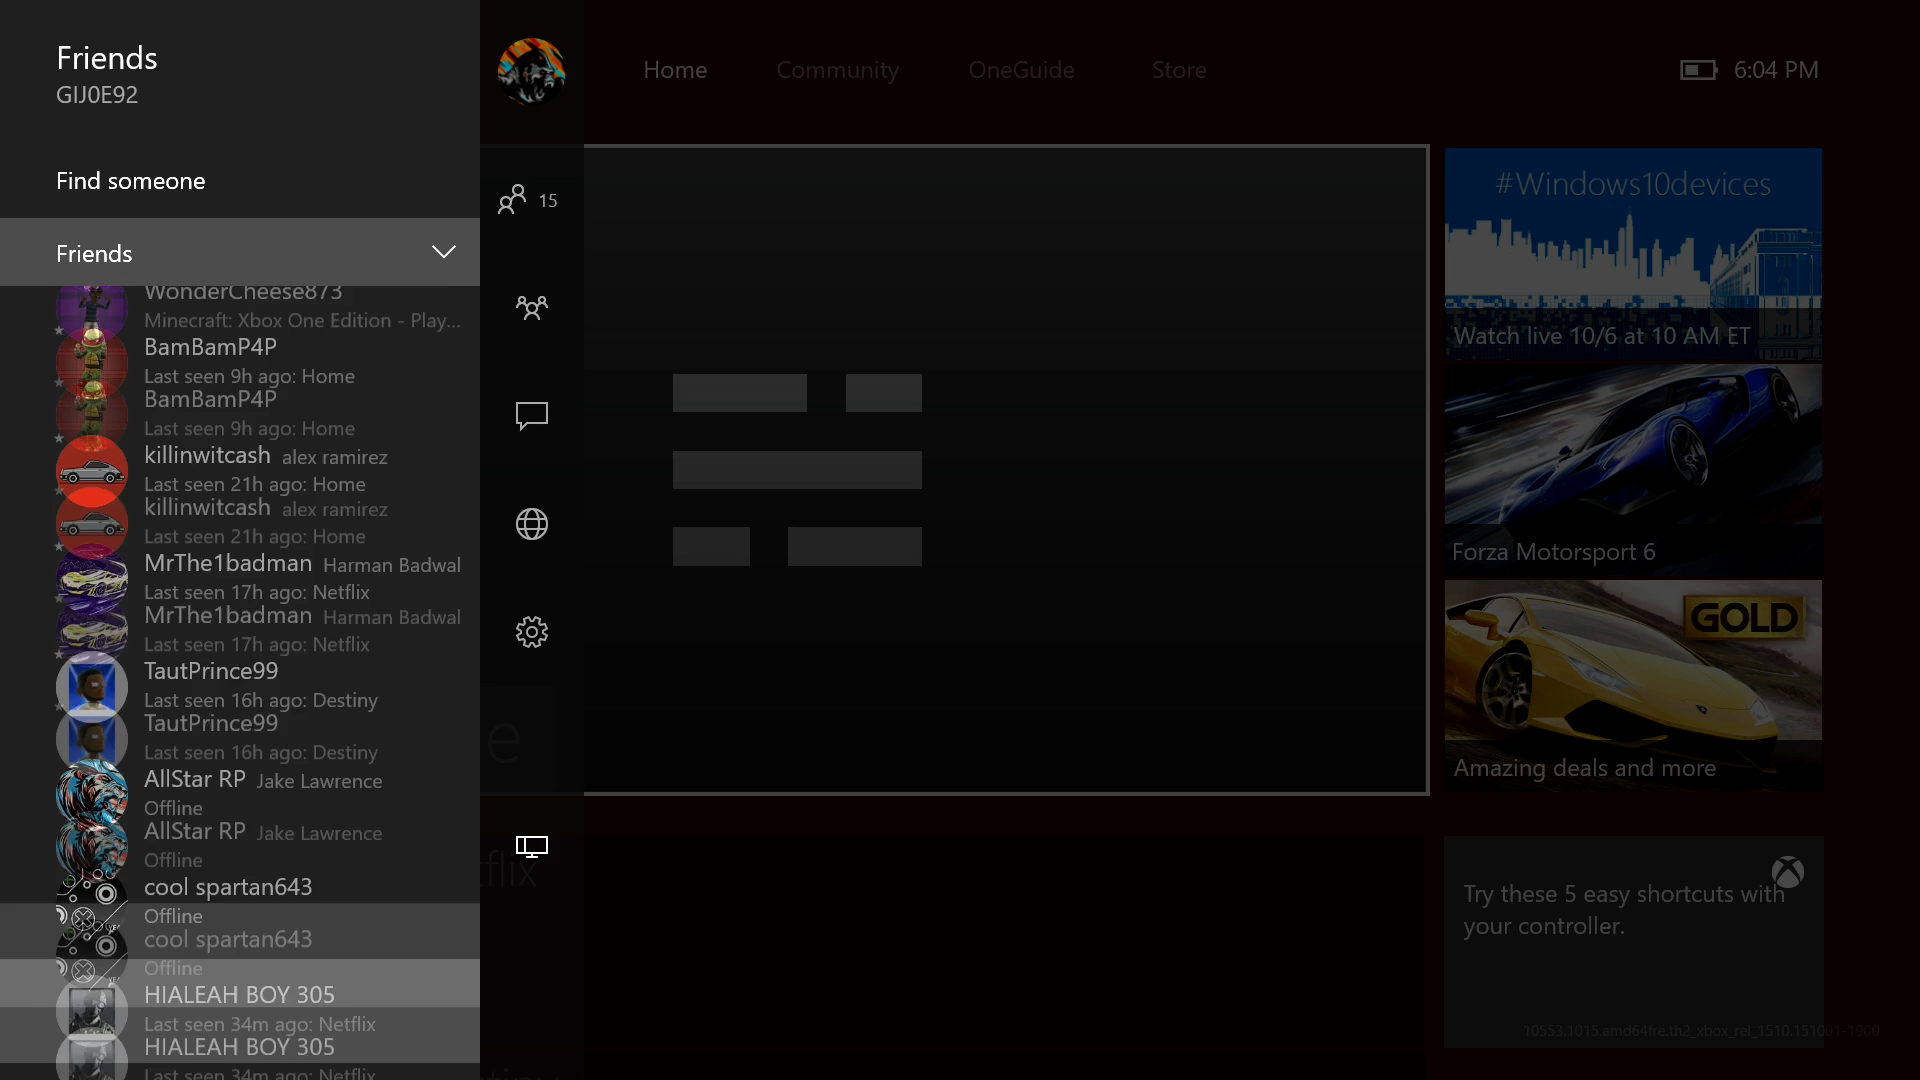 Friends
GIJ0E92
Find someone
Friends
WonderCheese873
Minecraft: Xbox One Edition - Play...
BamBamP4P
Last seen 9h ago: Home
BamBamP4P
Last seen 9h ago: Home
killinwitcash alex ramirez
Last seen 21h ago: Home
killinwitcash alex ramirez
Last seen 21h ago: Home
MrThe1badman Harman Badwal
Last seen 17h ago: Netflix
MrThe1badman Harman Badwal
Last seen 17h ago: Netflix
TautPrince99
Last seen 16h ago: Destiny
TautPrince99
Last seen 16h ago: Destiny
AllStar RP Jake Lawrence
Offline
AllStar RP Jake Lawrence
Offline
cool spartan643
Offline
cool spartan643
Offline
HIALEAH BOY 305
Last seen 34m ago: Netflix
HIALEAH BOY 305
Last seen 34m ago: Netflix
15
Home Community OneGuide Store
6:04 PM
#Windows10devices
Watch live 10/6 at 10 AM ET
Forza Motorsport 6
GOLD
Amazing deals and more
Try these 5 easy shortcuts with
your controller.
10553.1015.amd64fre.th2_xbox_rel_1510.151001-1900